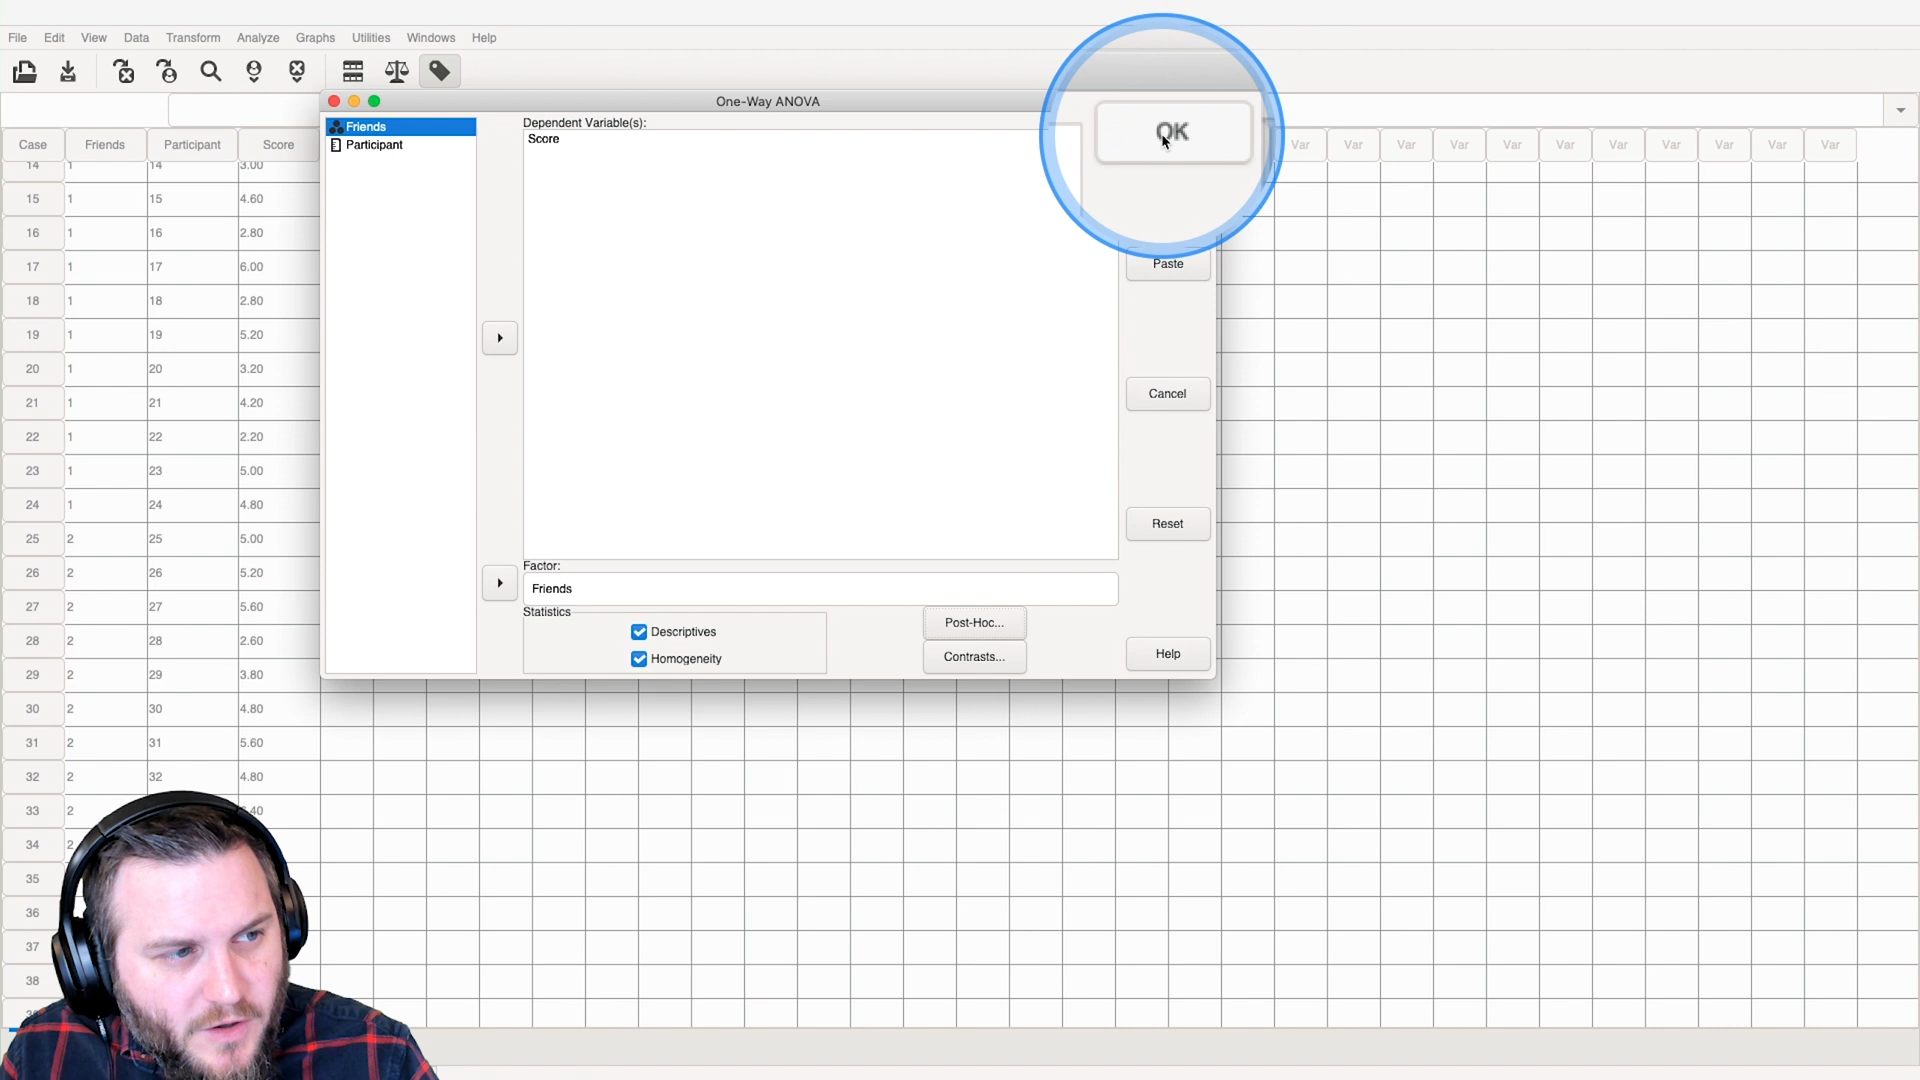 File Edit View Data Transform Analyze Graphs Utilities Windows Help
One-Way ANOVA
Friends
Participant
Dependent Variable(s):
Score
OK
Paste
Cancel
Reset
Help
Factor:
Friends
Statistics
Descriptives
Homogeneity
Post-Hoc...
Contrasts...
Case Friends Participant Score Var Var Var Var Var Var Var Var Var Var Var
14 1 14 3.00
15 1 15 4.60
16 1 16 2.80
17 1 17 6.00
18 1 18 2.80
19 1 19 5.20
20 1 20 3.20
21 1 21 4.20
22 1 22 2.20
23 1 23 5.00
24 1 24 4.80
25 2 25 5.00
26 2 26 5.20
27 2 27 5.60
28 2 28 2.60
29 2 29 3.80
30 2 30 4.80
31 2 31 5.60
32 2 32 4.80
33 2
34 2
35
36
37
38